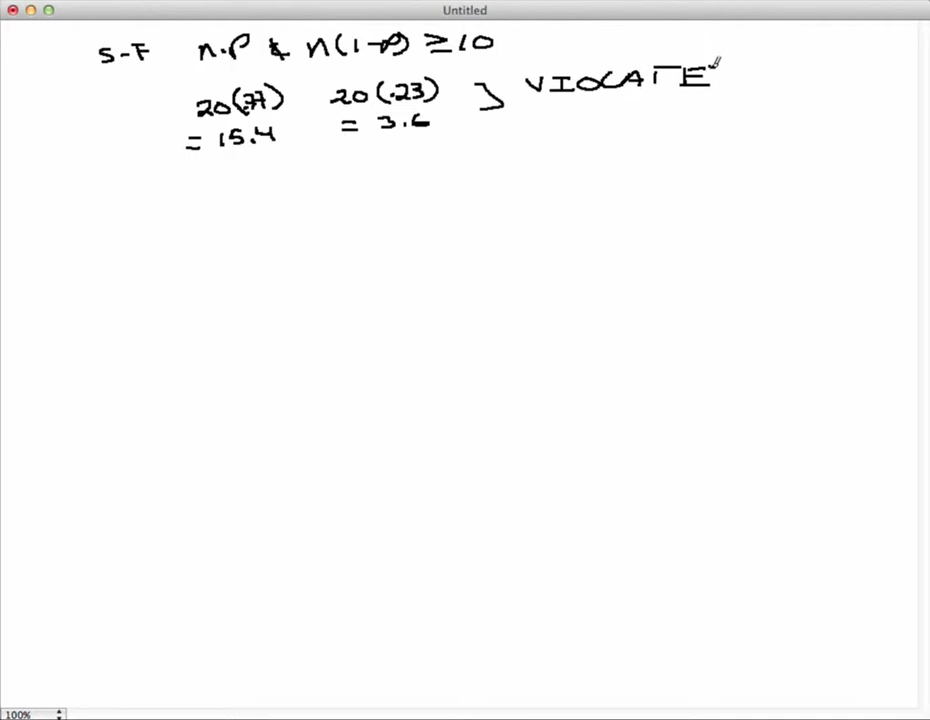 Untitled
S-F n.P & n(1-P) ≥10
20(.77) 20(.23) } VIOLATE
= 15.4 = 3.6
100%